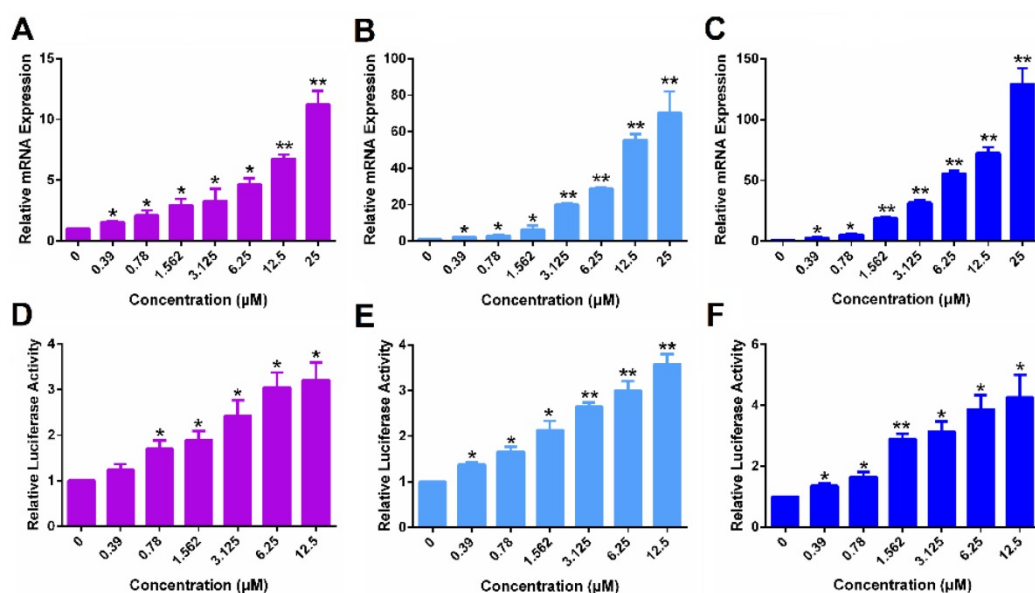 A
Relative mRNA Expression
15
10
5
0
* * * * * ** **
0 0.39 0.78 1.562 3.125 6.25 12.5 25
Concentration (µM)
B
Relative mRNA Expression
100
80
60
40
20
0
* * * ** ** ** **
0 0.39 0.78 1.562 3.125 6.25 12.5 25
Concentration (µM)
C
Relative mRNA Expression
150
100
50
0
* * ** ** ** ** **
0 0.39 0.78 1.562 3.125 6.25 12.5 25
Concentration (µM)
D
Relative Luciferase Activity
4
3
2
1
0
* * * * *
0 0.39 0.78 1.562 3.125 6.25 12.5
Concentration (µM)
E
Relative Luciferase Activity
4
3
2
1
0
* * * ** ** **
0 0.39 0.78 1.562 3.125 6.25 12.5
Concentration (µM)
F
Relative Luciferase Activity
6
4
2
0
* * ** * * *
0 0.39 0.78 1.562 3.125 6.25 12.5
Concentration (µM)